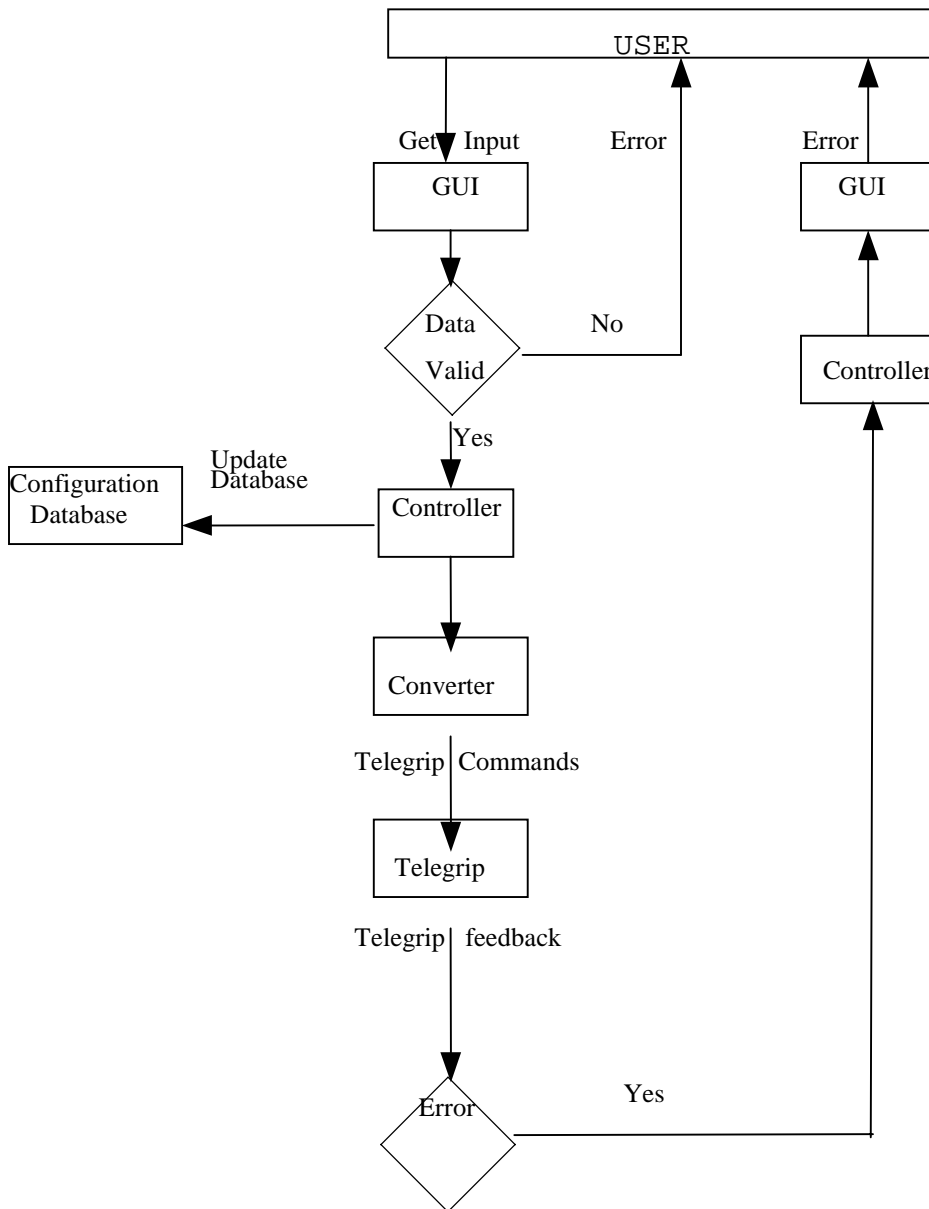 USER
Get Input
Error
Error
GUI
GUI
Data
Valid
No
Controller
Yes
Update
Database
Configuration
Database
Controller
Converter
Telegrip Commands
Telegrip
Telegrip feedback
Error
Yes